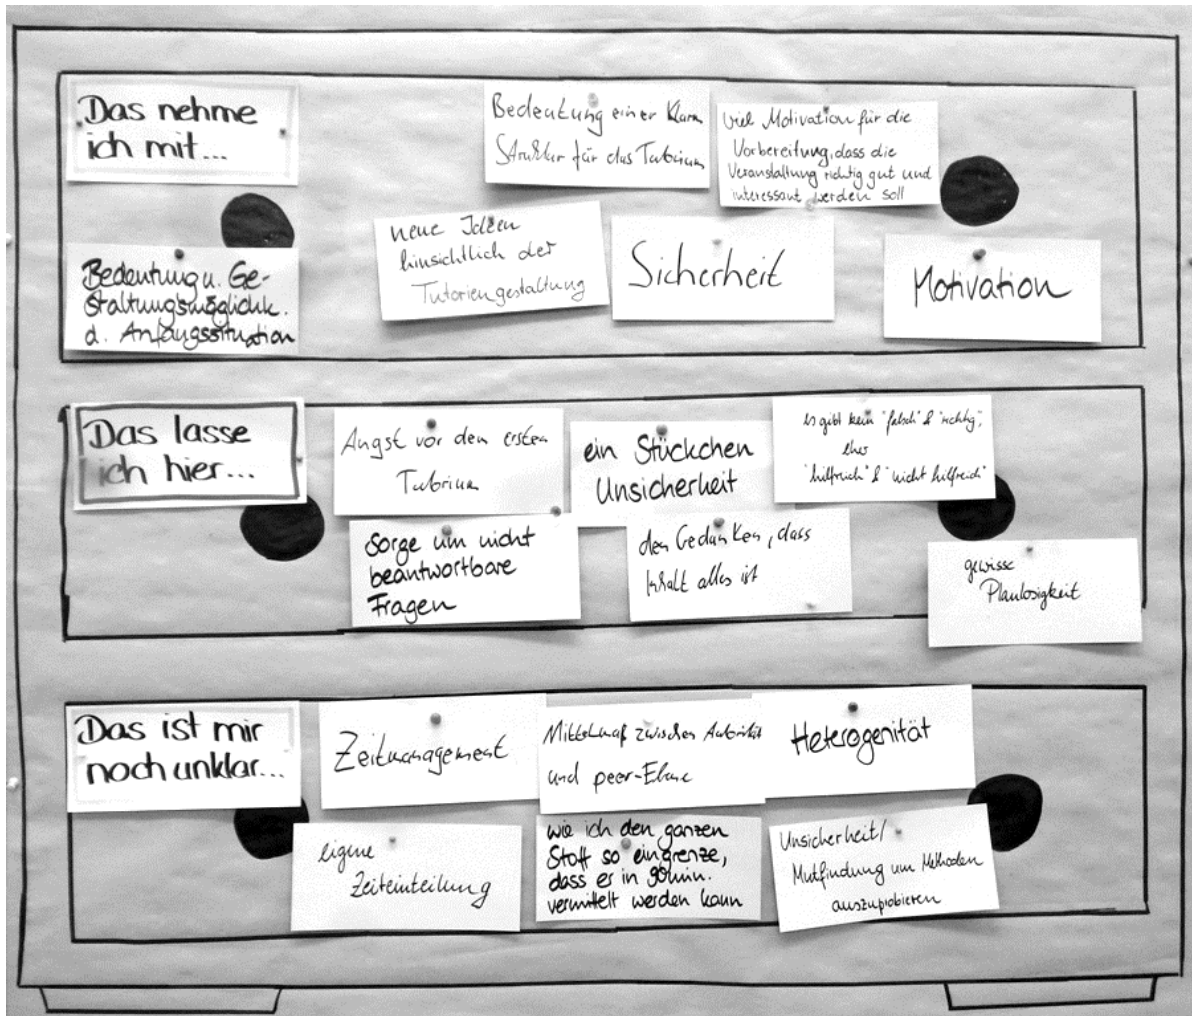 Das nehme
ich mit...
Bedeutung einer klaren
Struktur für das Tutorium
viel Motivation für die
Vorbereitung, dass die
Veranstaltung richtig gut und
interessant werden soll
Bedeutung u. Ge-
staltungsmöglichk.
d. Anfangssituation
neue Ideen
hinsichtlich der
Tutoriengestaltung
Sicherheit
Motivation
Das lasse
ich hier...
Angst vor dem ersten
Tutorium
ein Stückchen
Unsicherheit
es gibt kein "falsch" & "richtig",
eher
"hilfreich" & "nicht hilfreich"
Sorge um nicht
beantwortbare
Fragen
den Gedanken, dass
Inhalt alles ist
gewisse
Planlosigkeit
Das ist mir
noch unklar...
Zeitmanagement
Mittelmaß zwischen Autorität
und peer-Ebene
Heterogenität
eigene
Zeiteinteilung
wie ich den ganzen
Stoff so eingrenze,
dass er in 90min.
vermittelt werden kann
Unsicherheit/
Mutfindung um Methoden
auszuprobieren